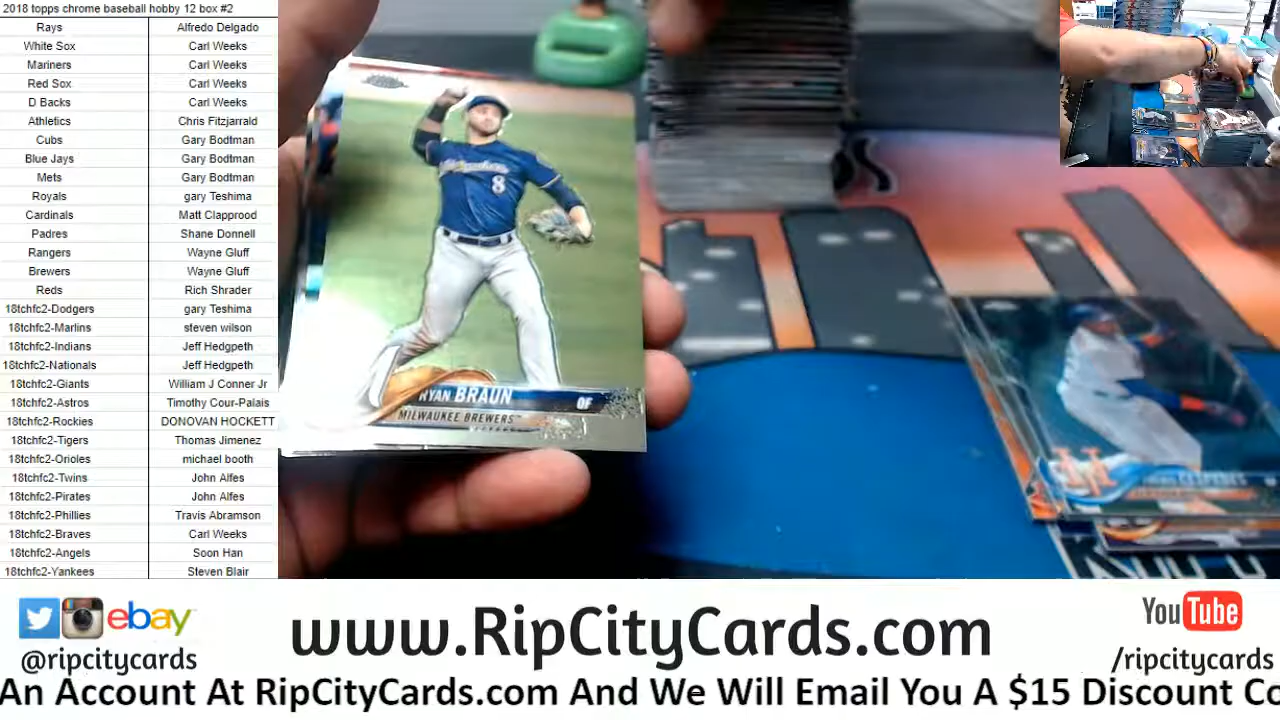 2018 topps chrome baseball hobby 12 box #2
Rays Alfredo Delgado
White Sox Carl Weeks
Mariners Carl Weeks
Red Sox Carl Weeks
D Backs Carl Weeks
Athletics Chris Fitzjarrald
Cubs Gary Bodtman
Blue Jays Gary Bodtman
Mets Gary Bodtman
Royals gary Teshima
Cardinals Matt Clapprood
Padres Shane Donnell
Rangers Wayne Gluff
Brewers Wayne Gluff
Reds Rich Shrader
18tchfc2-Dodgers gary Teshima
18tchfc2-Marlins steven wilson
18tchfc2-Indians Jeff Hedgpeth
18tchfc2-Nationals Jeff Hedgpeth
18tchfc2-Giants William J Conner Jr
18tchfc2-Astros Timothy Cour-Palais
18tchfc2-Rockies DONOVAN HOCKETT
18tchfc2-Tigers Thomas Jimenez
18tchfc2-Orioles michael booth
18tchfc2-Twins John Alfes
18tchfc2-Pirates John Alfes
18tchfc2-Phillies Travis Abramson
18tchfc2-Braves Carl Weeks
18tchfc2-Angels Soon Han
18tchfc2-Yankees Steven Blair
8
RYAN BRAUN OF
MILWAUKEE BREWERS
ebay
@ripcitycards
www.RipCityCards.com
YouTube
/ripcitycards
An Account At RipCityCards.com And We Will Email You A $15 Discount Co